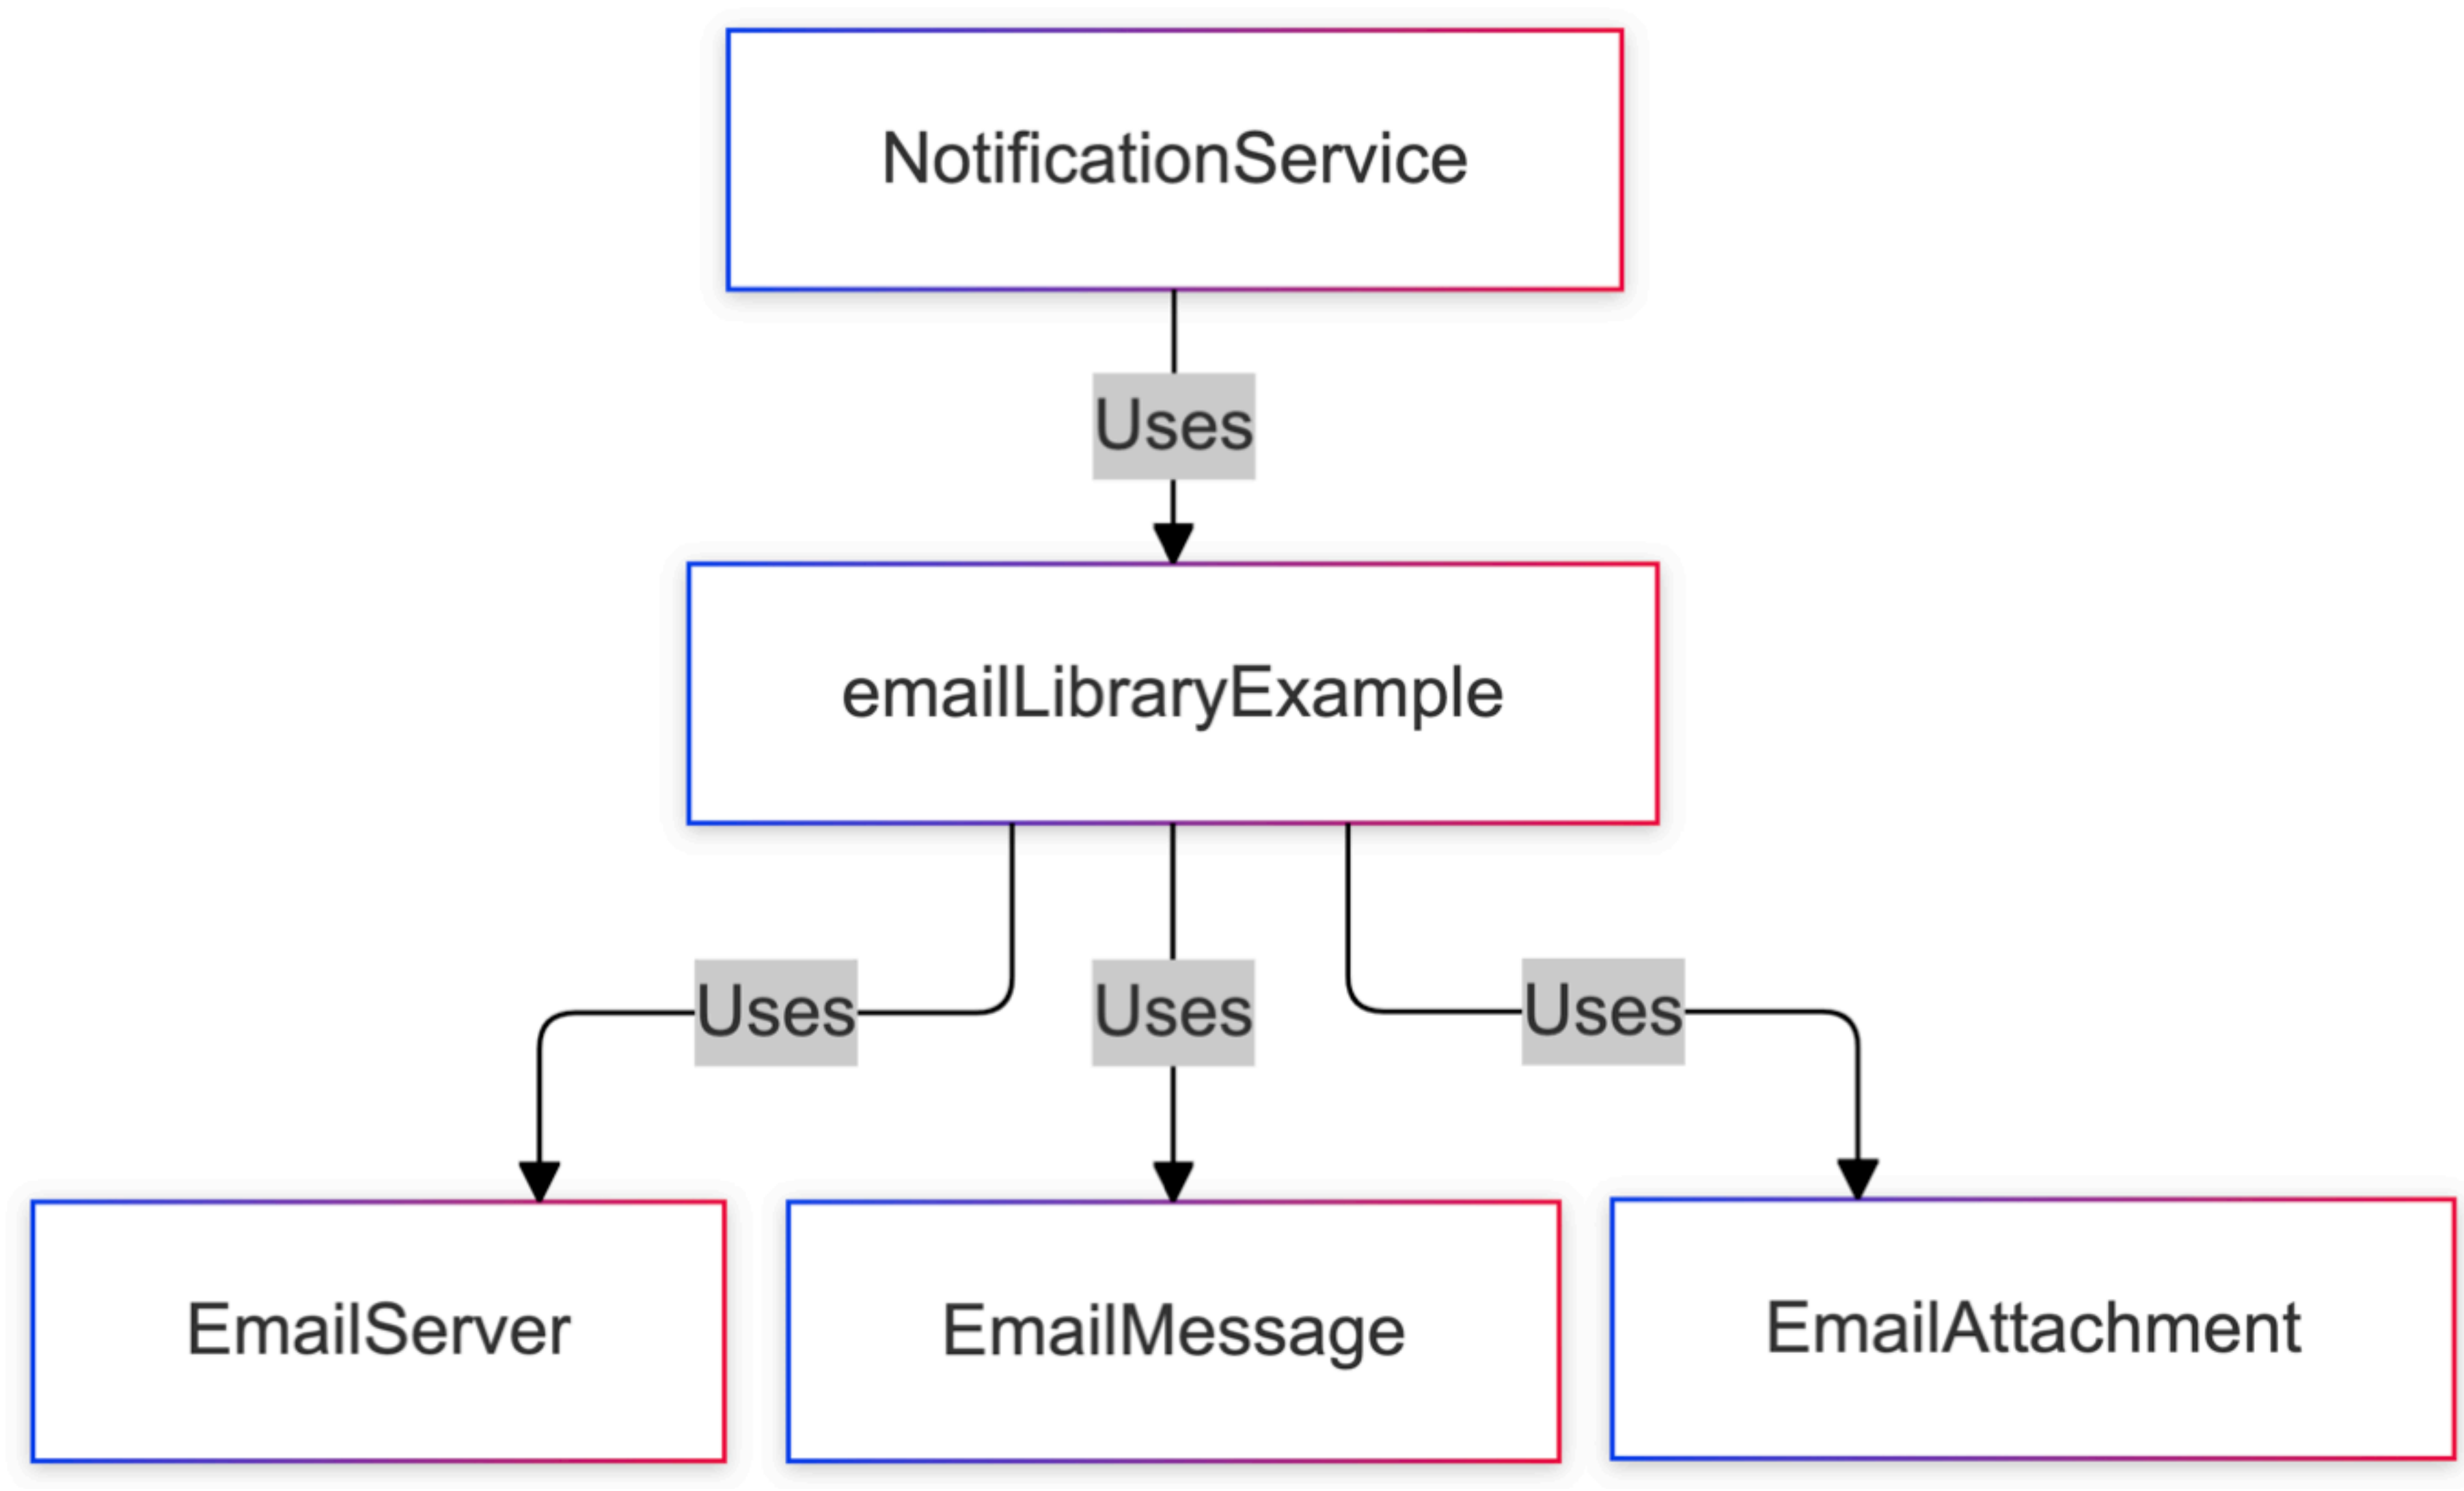 NotificationService
Uses
emailLibraryExample
Uses
Uses
Uses
EmailServer
EmailMessage
EmailAttachment